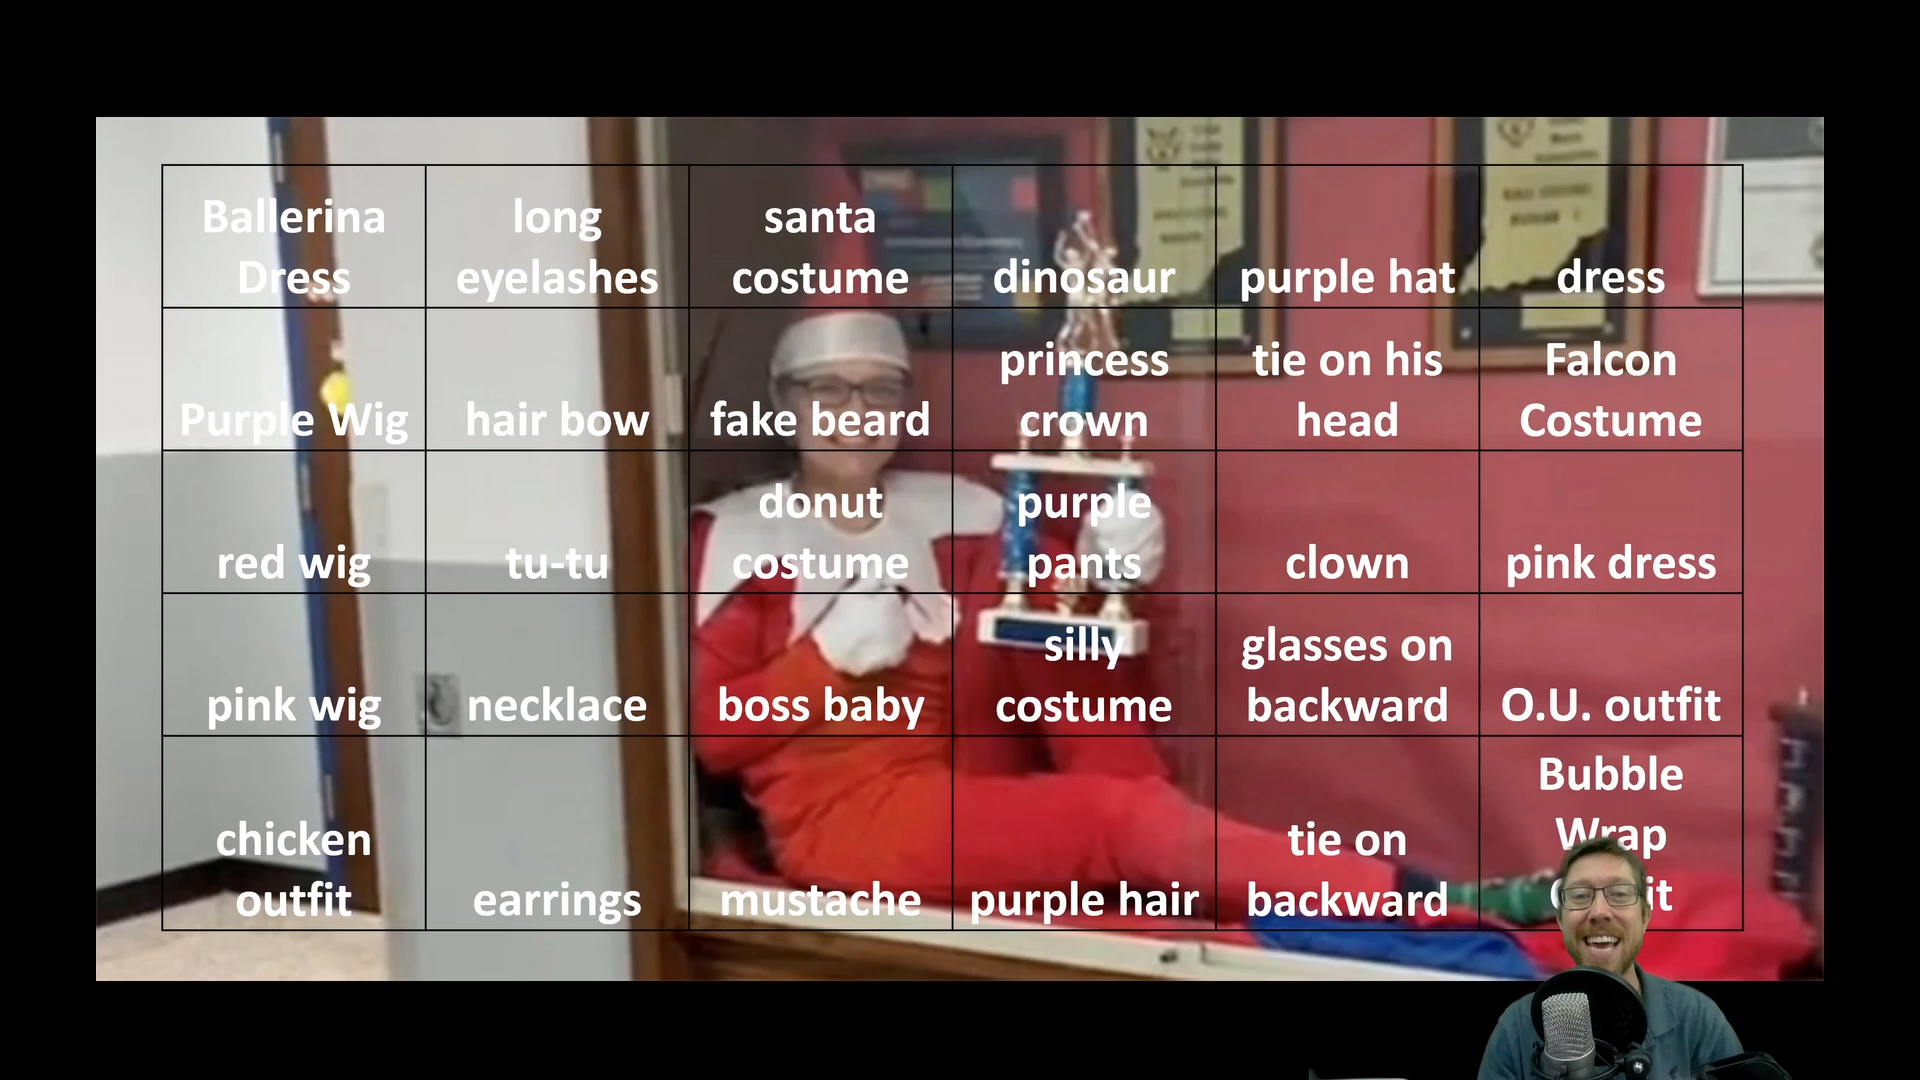 Ballerina
Dress
long
eyelashes
santa
costume
dinosaur
purple hat
dress
Purple Wig
hair bow
fake beard
princess
crown
tie on his
head
Falcon
Costume
red wig
tu-tu
donut
costume
purple
pants
clown
pink dress
pink wig
necklace
boss baby
silly
costume
glasses on
backward
O.U. outfit
chicken
outfit
earrings
mustache
purple hair
tie on
backward
Bubble
Wrap